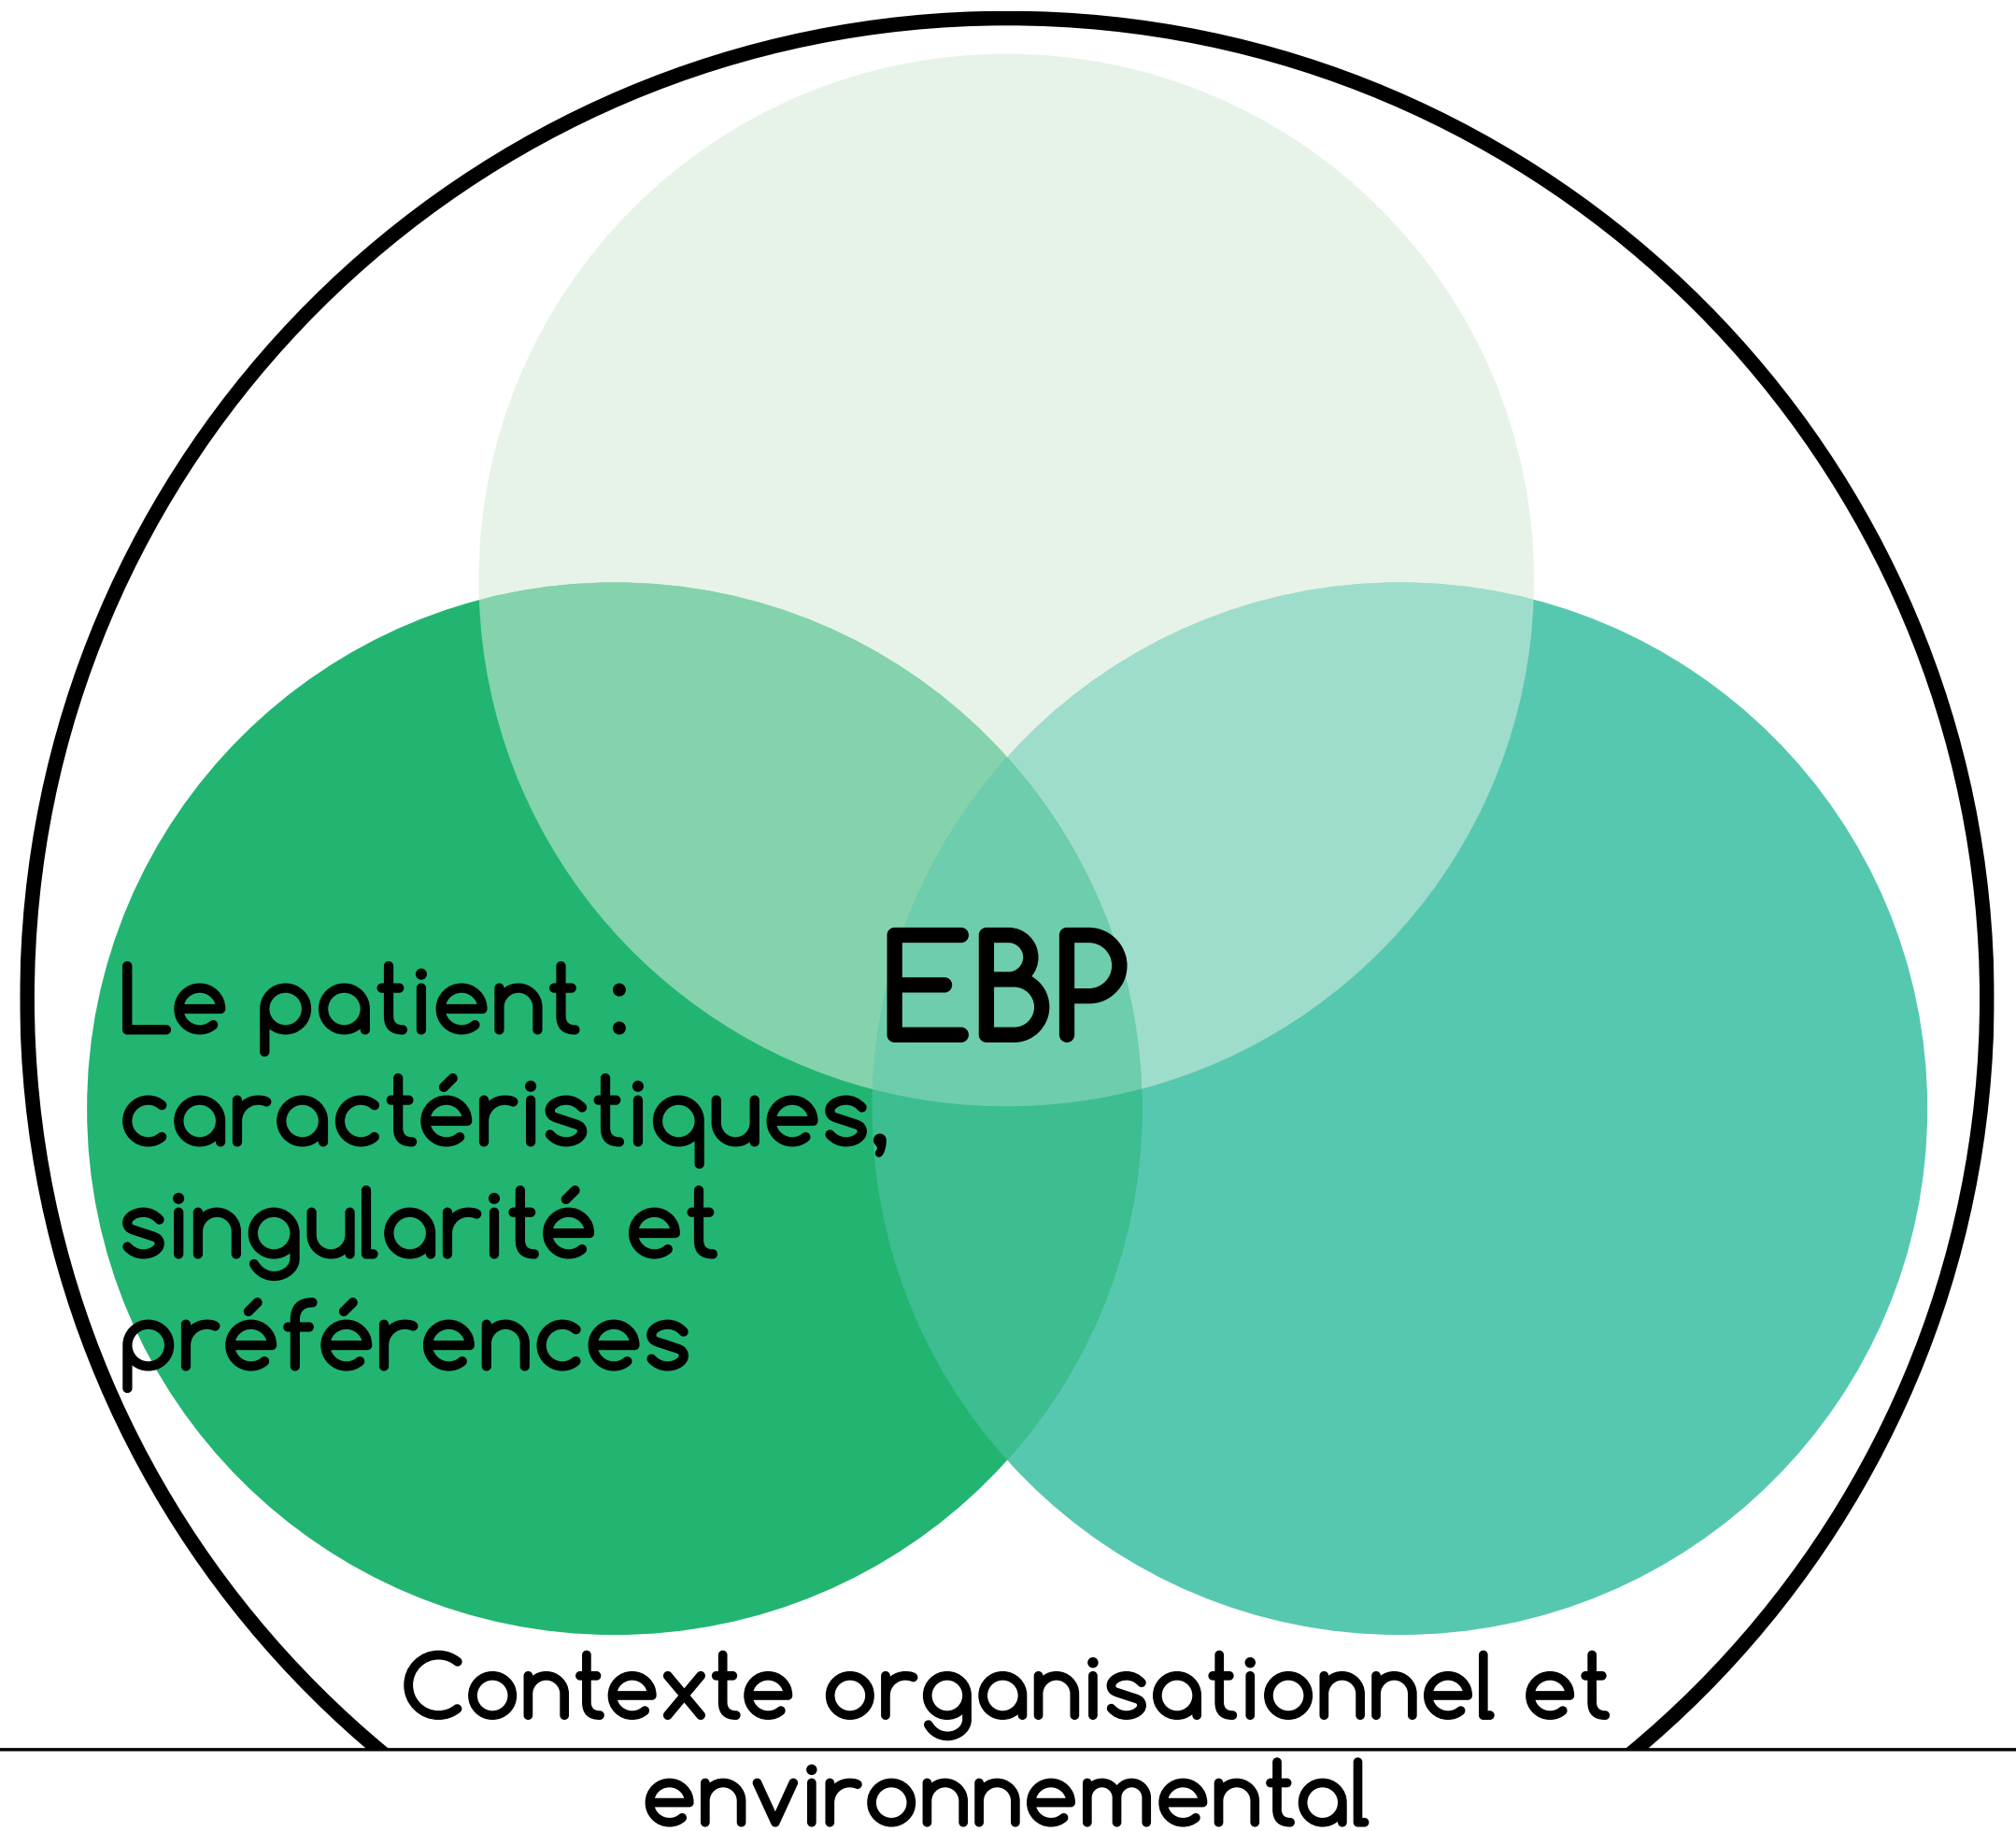 EBP
Le patient :
caractéristiques,
singularité et
préférences
Contexte organisationnel et
environnemental